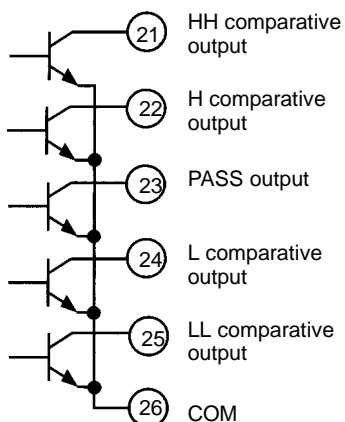 21 HH comparative
output
22 H comparative
output
23 PASS output
24 L comparative
output
25 LL comparative
output
26 COM